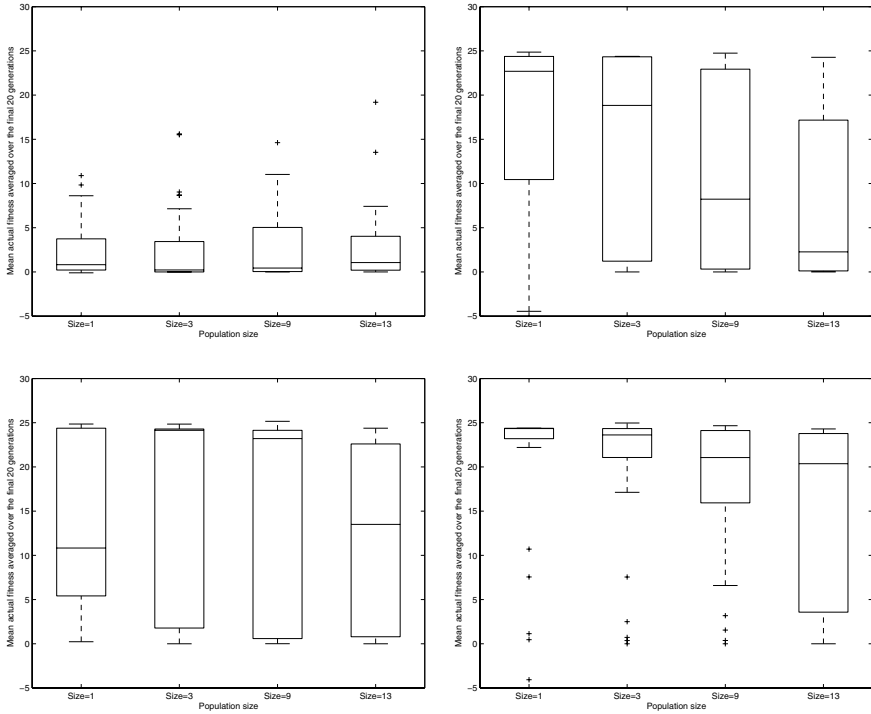 30
25
20
15
10
5
0
−5
Mean actual fitness averaged over the final 20 generations
Size=1 Size=3 Size=9 Size=13
Population size
30
25
20
15
10
5
0
−5
Mean actual fitness averaged over the final 20 generations
Size=1 Size=3 Size=9 Size=13
Population size
30
25
20
15
10
5
0
−5
Mean actual fitness averaged over the final 20 generations
Size=1 Size=3 Size=9 Size=13
Population size
30
25
20
15
10
5
0
−5
Mean actual fitness averaged over the final 20 generations
Size=1 Size=3 Size=9 Size=13
Population size